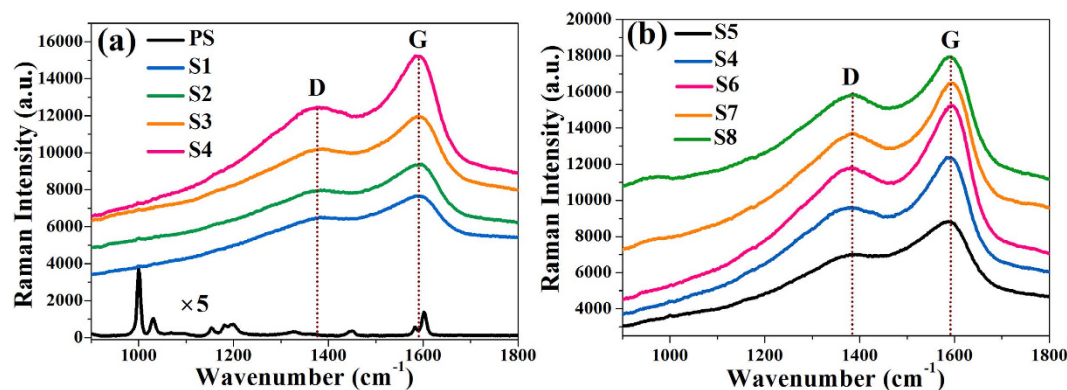 (a)
PS
S1
S2
S3
S4
D
G
×5
16000
14000
12000
10000
8000
6000
4000
2000
0
1000 1200 1400 1600 1800
Raman Intensity (a.u.)
Wavenumber (cm⁻¹)
(b)
S5
S4
S6
S7
S8
D
G
20000
18000
16000
14000
12000
10000
8000
6000
4000
1000 1200 1400 1600 1800
Raman Intensity (a.u.)
Wavenumber (cm⁻¹)